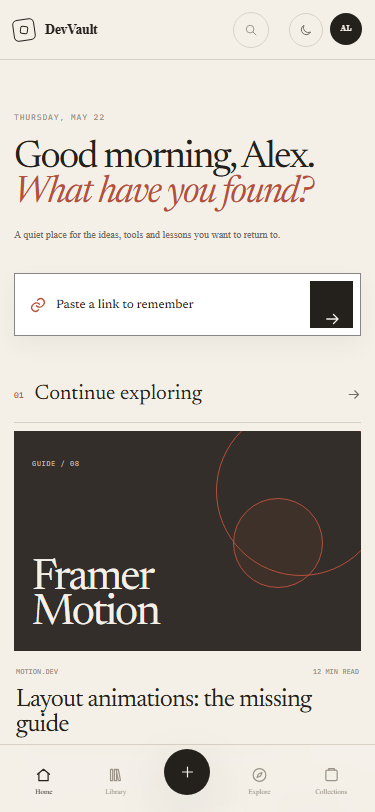 DevVault
AL
THURSDAY, MAY 22
Good morning, Alex.
What have you found?
A quiet place for the ideas, tools and lessons you want to return to.
Paste a link to remember
01 Continue exploring
GUIDE / 08
Framer
Motion
MOTION.DEV 12 MIN READ
Layout animations: the missing
guide
Home Library Explore Collections